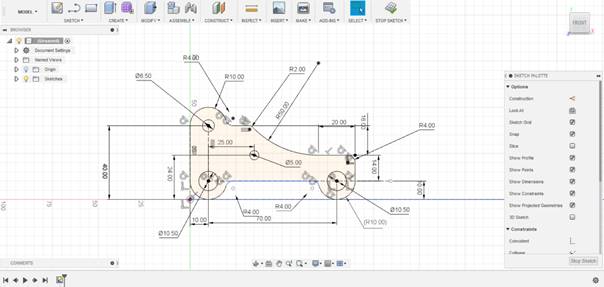 MODEL
SKETCH
CREATE
MODIFY
ASSEMBLE
CONSTRUCT
INSPECT
INSERT
MAKE
ADD-INS
SELECT
STOP SKETCH
BROWSER
(Unsaved)
Document Settings
Named Views
Origin
Sketches
FRONT
SKETCH PALETTE
Options
Construction
Look At
Sketch Grid
Snap
Slice
Show Profile
Show Points
Show Dimensions
Show Constraints
Show Projected Geometries
3D Sketch
Constraints
Coincident
Collinear
Stop Sketch
R4.00
R10.00
R2.00
Ø6.50
R50.00
20.00
R4.00
25.00
Ø5.00
40.00
24.00
14.00
R4.00
R4.00
Ø10.50
(R10.00)
Ø10.50
10.00
70.00
50
100
75
50
25
COMMENTS